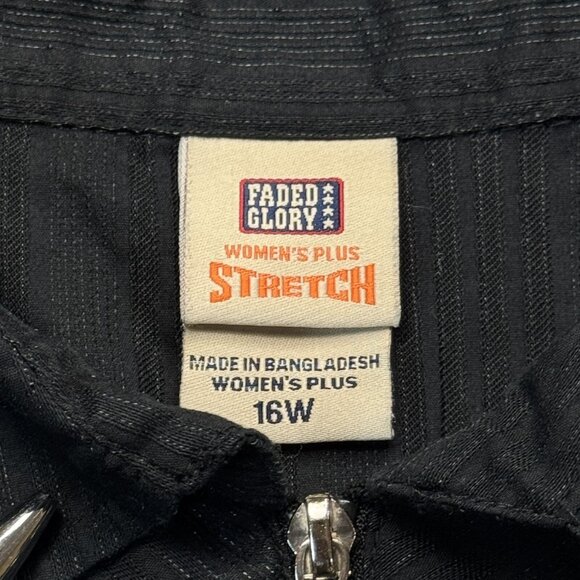 FADED
GLORY
WOMEN'S PLUS
STRETCH
MADE IN BANGLADESH
WOMEN'S PLUS
16W